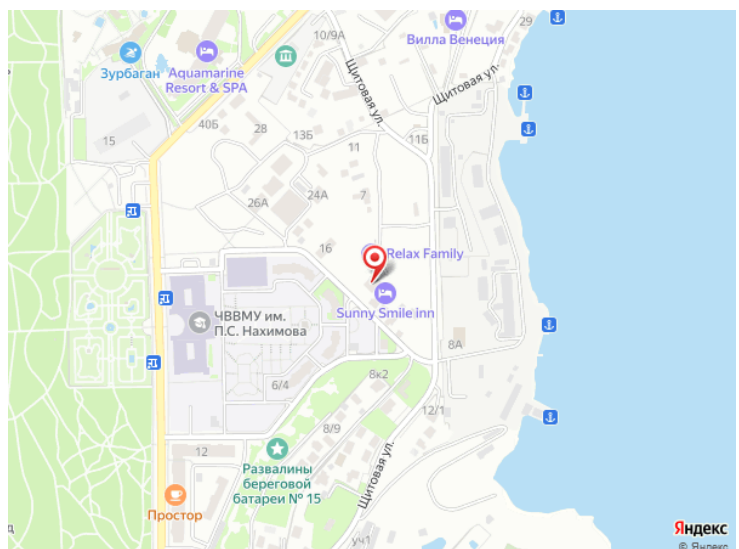 10/9А
Вилла Венеция
29
Зурбаган
Aquamarine
Resort & SPA
Щитовая ул.
Щитовая ул.
15
40Б
28
13Б
11
11Б
26А
24А
7
16
Relax Family
Sunny Smile inn
ЧВВМУ им.
П.С. Нахимова
8А
6/4
8к2
12/1
8/9
12
Развалины
береговой
батареи № 15
Щитовая ул.
Простор
уч1
Яндекс
© Яндекс